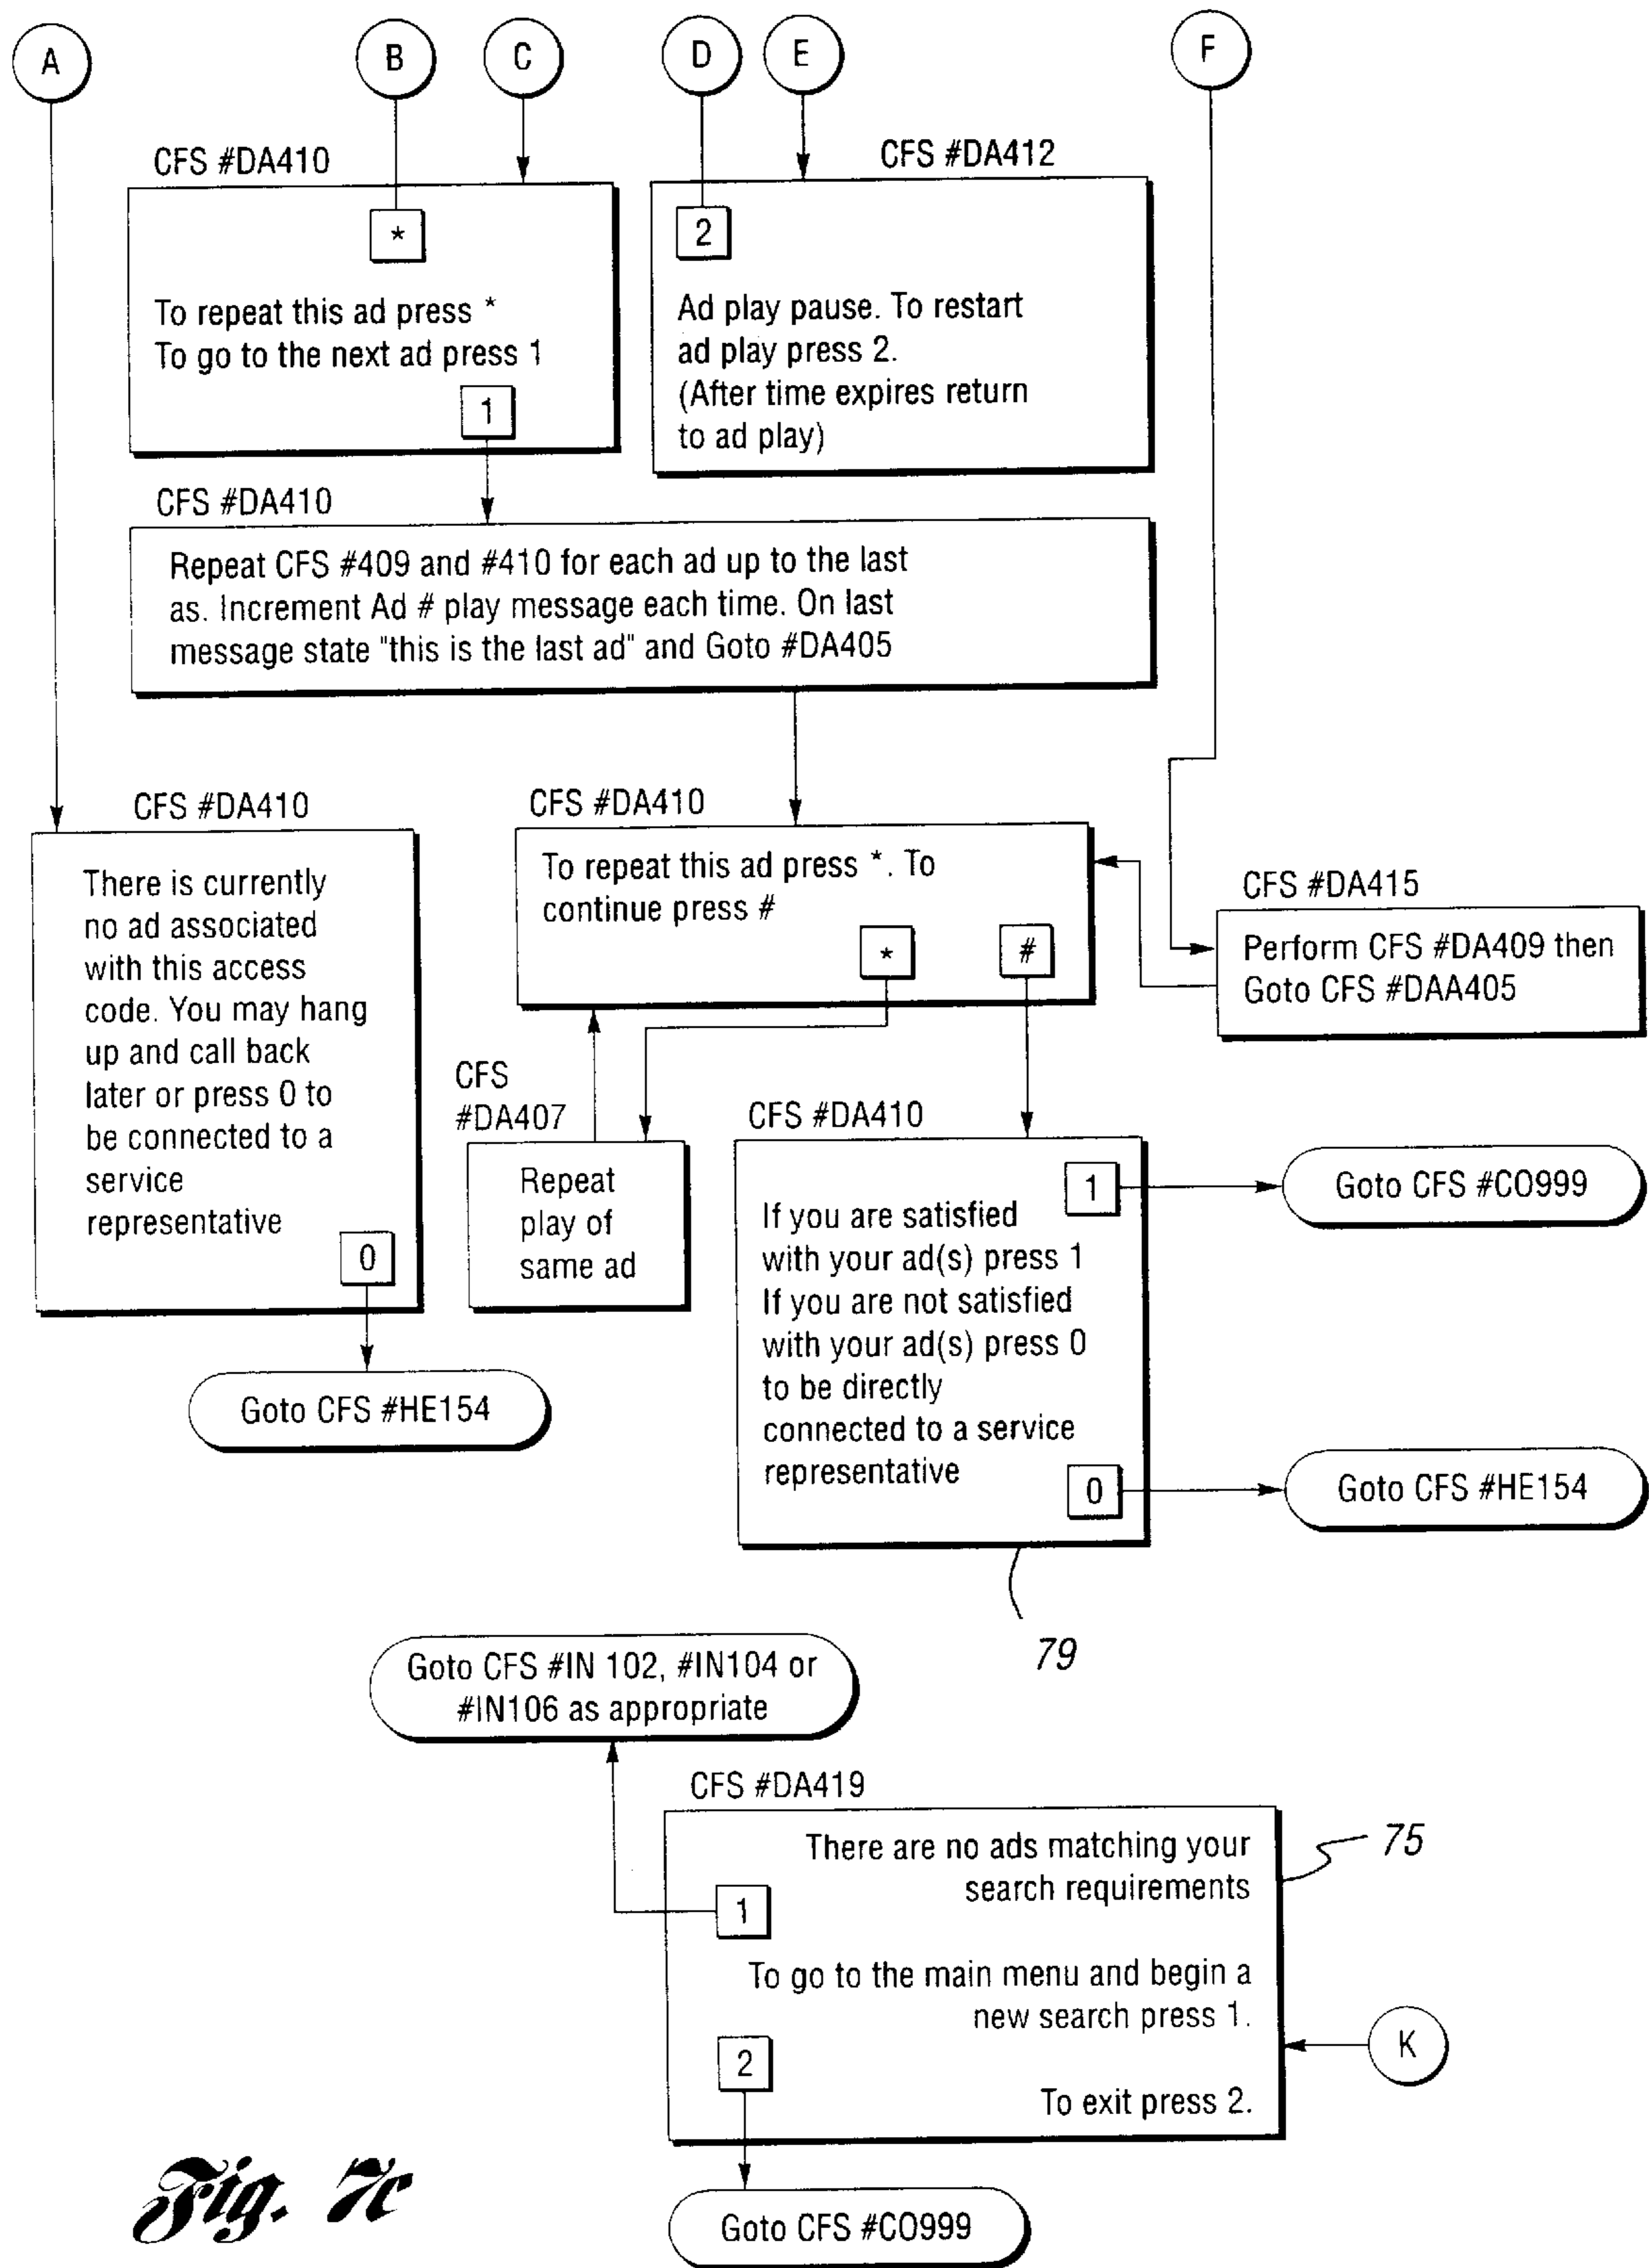 A
B
C
D
E
F
CFS #DA410
*
To repeat this ad press *
To go to the next ad press 1
1
CFS #DA412
2
Ad play pause. To restart
ad play press 2.
(After time expires return
to ad play)
CFS #DA410
Repeat CFS #409 and #410 for each ad up to the last
as. Increment Ad # play message each time. On last
message state "this is the last ad" and Goto #DA405
CFS #DA410
There is currently
no ad associated
with this access
code. You may hang
up and call back
later or press 0 to
be connected to a
service
representative
0
Goto CFS #HE154
CFS #DA410
To repeat this ad press *. To
continue press #
*
#
CFS #DA415
Perform CFS #DA409 then
Goto CFS #DAA405
CFS
#DA407
Repeat
play of
same ad
CFS #DA410
1
If you are satisfied
with your ad(s) press 1
If you are not satisfied
with your ad(s) press 0
to be directly
connected to a service
representative
0
Goto CFS #CO999
Goto CFS #HE154
79
Goto CFS #IN 102, #IN104 or
#IN106 as appropriate
CFS #DA419
There are no ads matching your
search requirements
1
To go to the main menu and begin a
new search press 1.
2
To exit press 2.
75
K
Goto CFS #CO999
Fig. 7c